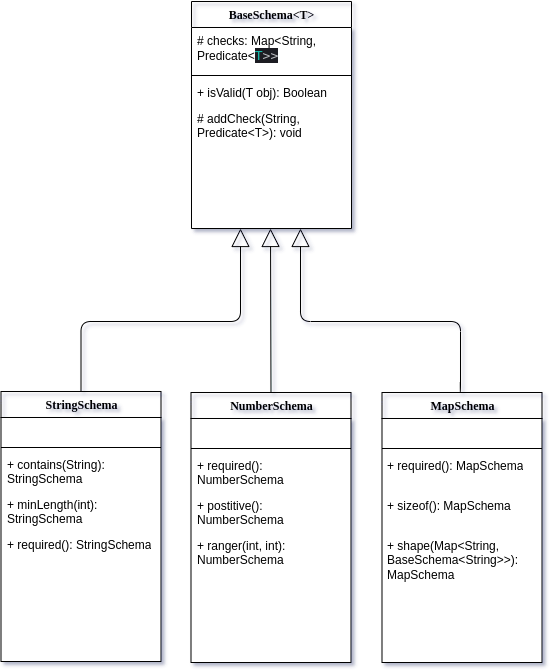 BaseSchema<T>
# checks: Map<String,
Predicate<T>>
+ isValid(T obj): Boolean
# addCheck(String,
Predicate<T>): void
StringSchema
+ contains(String):
StringSchema
+ minLength(int):
StringSchema
+ required(): StringSchema
NumberSchema
+ required():
NumberSchema
+ postitive():
NumberSchema
+ ranger(int, int):
NumberSchema
MapSchema
+ required(): MapSchema
+ sizeof(): MapSchema
+ shape(Map<String,
BaseSchema<String>>):
MapSchema